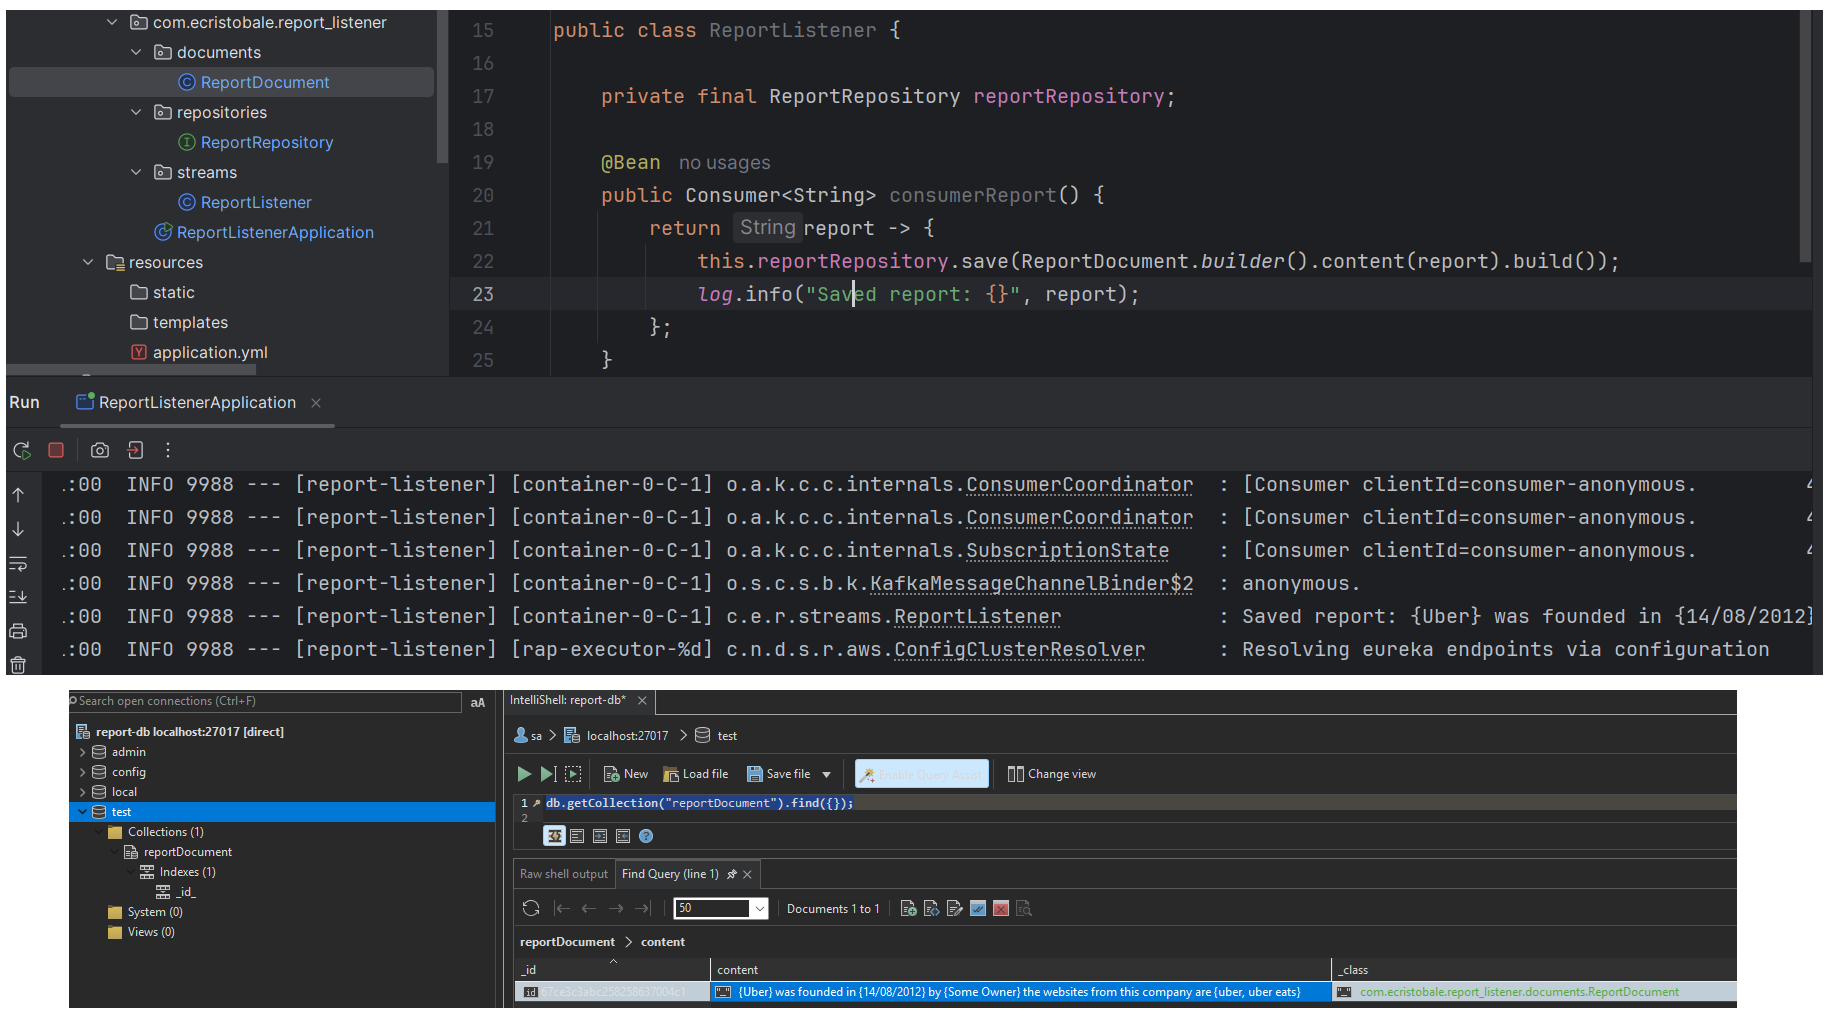 com.ecristobale.report_listener
documents
ReportDocument
repositories
ReportRepository
streams
ReportListener
ReportListenerApplication
resources
static
templates
application.yml
15 public class ReportListener {
16
17 private final ReportRepository reportRepository;
18
19 @Bean no usages
20 public Consumer<String> consumerReport() {
21 return String report -> {
22 this.reportRepository.save(ReportDocument.builder().content(report).build());
23 log.info("Saved report: {}", report);
24 };
25 }
Run ReportListenerApplication
.:00 INFO 9988 --- [report-listener] [container-0-C-1] o.a.k.c.c.internals.ConsumerCoordinator : [Consumer clientId=consumer-anonymous.
.:00 INFO 9988 --- [report-listener] [container-0-C-1] o.a.k.c.c.internals.ConsumerCoordinator : [Consumer clientId=consumer-anonymous.
.:00 INFO 9988 --- [report-listener] [container-0-C-1] o.a.k.c.c.internals.SubscriptionState : [Consumer clientId=consumer-anonymous.
.:00 INFO 9988 --- [report-listener] [container-0-C-1] o.s.c.s.b.k.KafkaMessageChannelBinder$2 : anonymous.
.:00 INFO 9988 --- [report-listener] [container-0-C-1] c.e.r.streams.ReportListener : Saved report: {Uber} was founded in {14/08/2012}
.:00 INFO 9988 --- [report-listener] [rap-executor-%d] c.n.d.s.r.aws.ConfigClusterResolver : Resolving eureka endpoints via configuration
Search open connections (Ctrl+F) aA
report-db localhost:27017 [direct]
admin
config
local
test
Collections (1)
reportDocument
Indexes (1)
_id_
System (0)
Views (0)
IntelliShell: report-db*
sa localhost:27017 test
New Load file Save file Enable Query Assist Change view
1 db.getCollection("reportDocument").find({});
2
Raw shell output Find Query (line 1)
50 Documents 1 to 1
reportDocument > content
_id content _class
id 67ce3c3abc258258637004c1 {Uber} was founded in {14/08/2012} by {Some Owner} the websites from this company are {uber, uber eats} com.ecristobale.report_listener.documents.ReportDocument